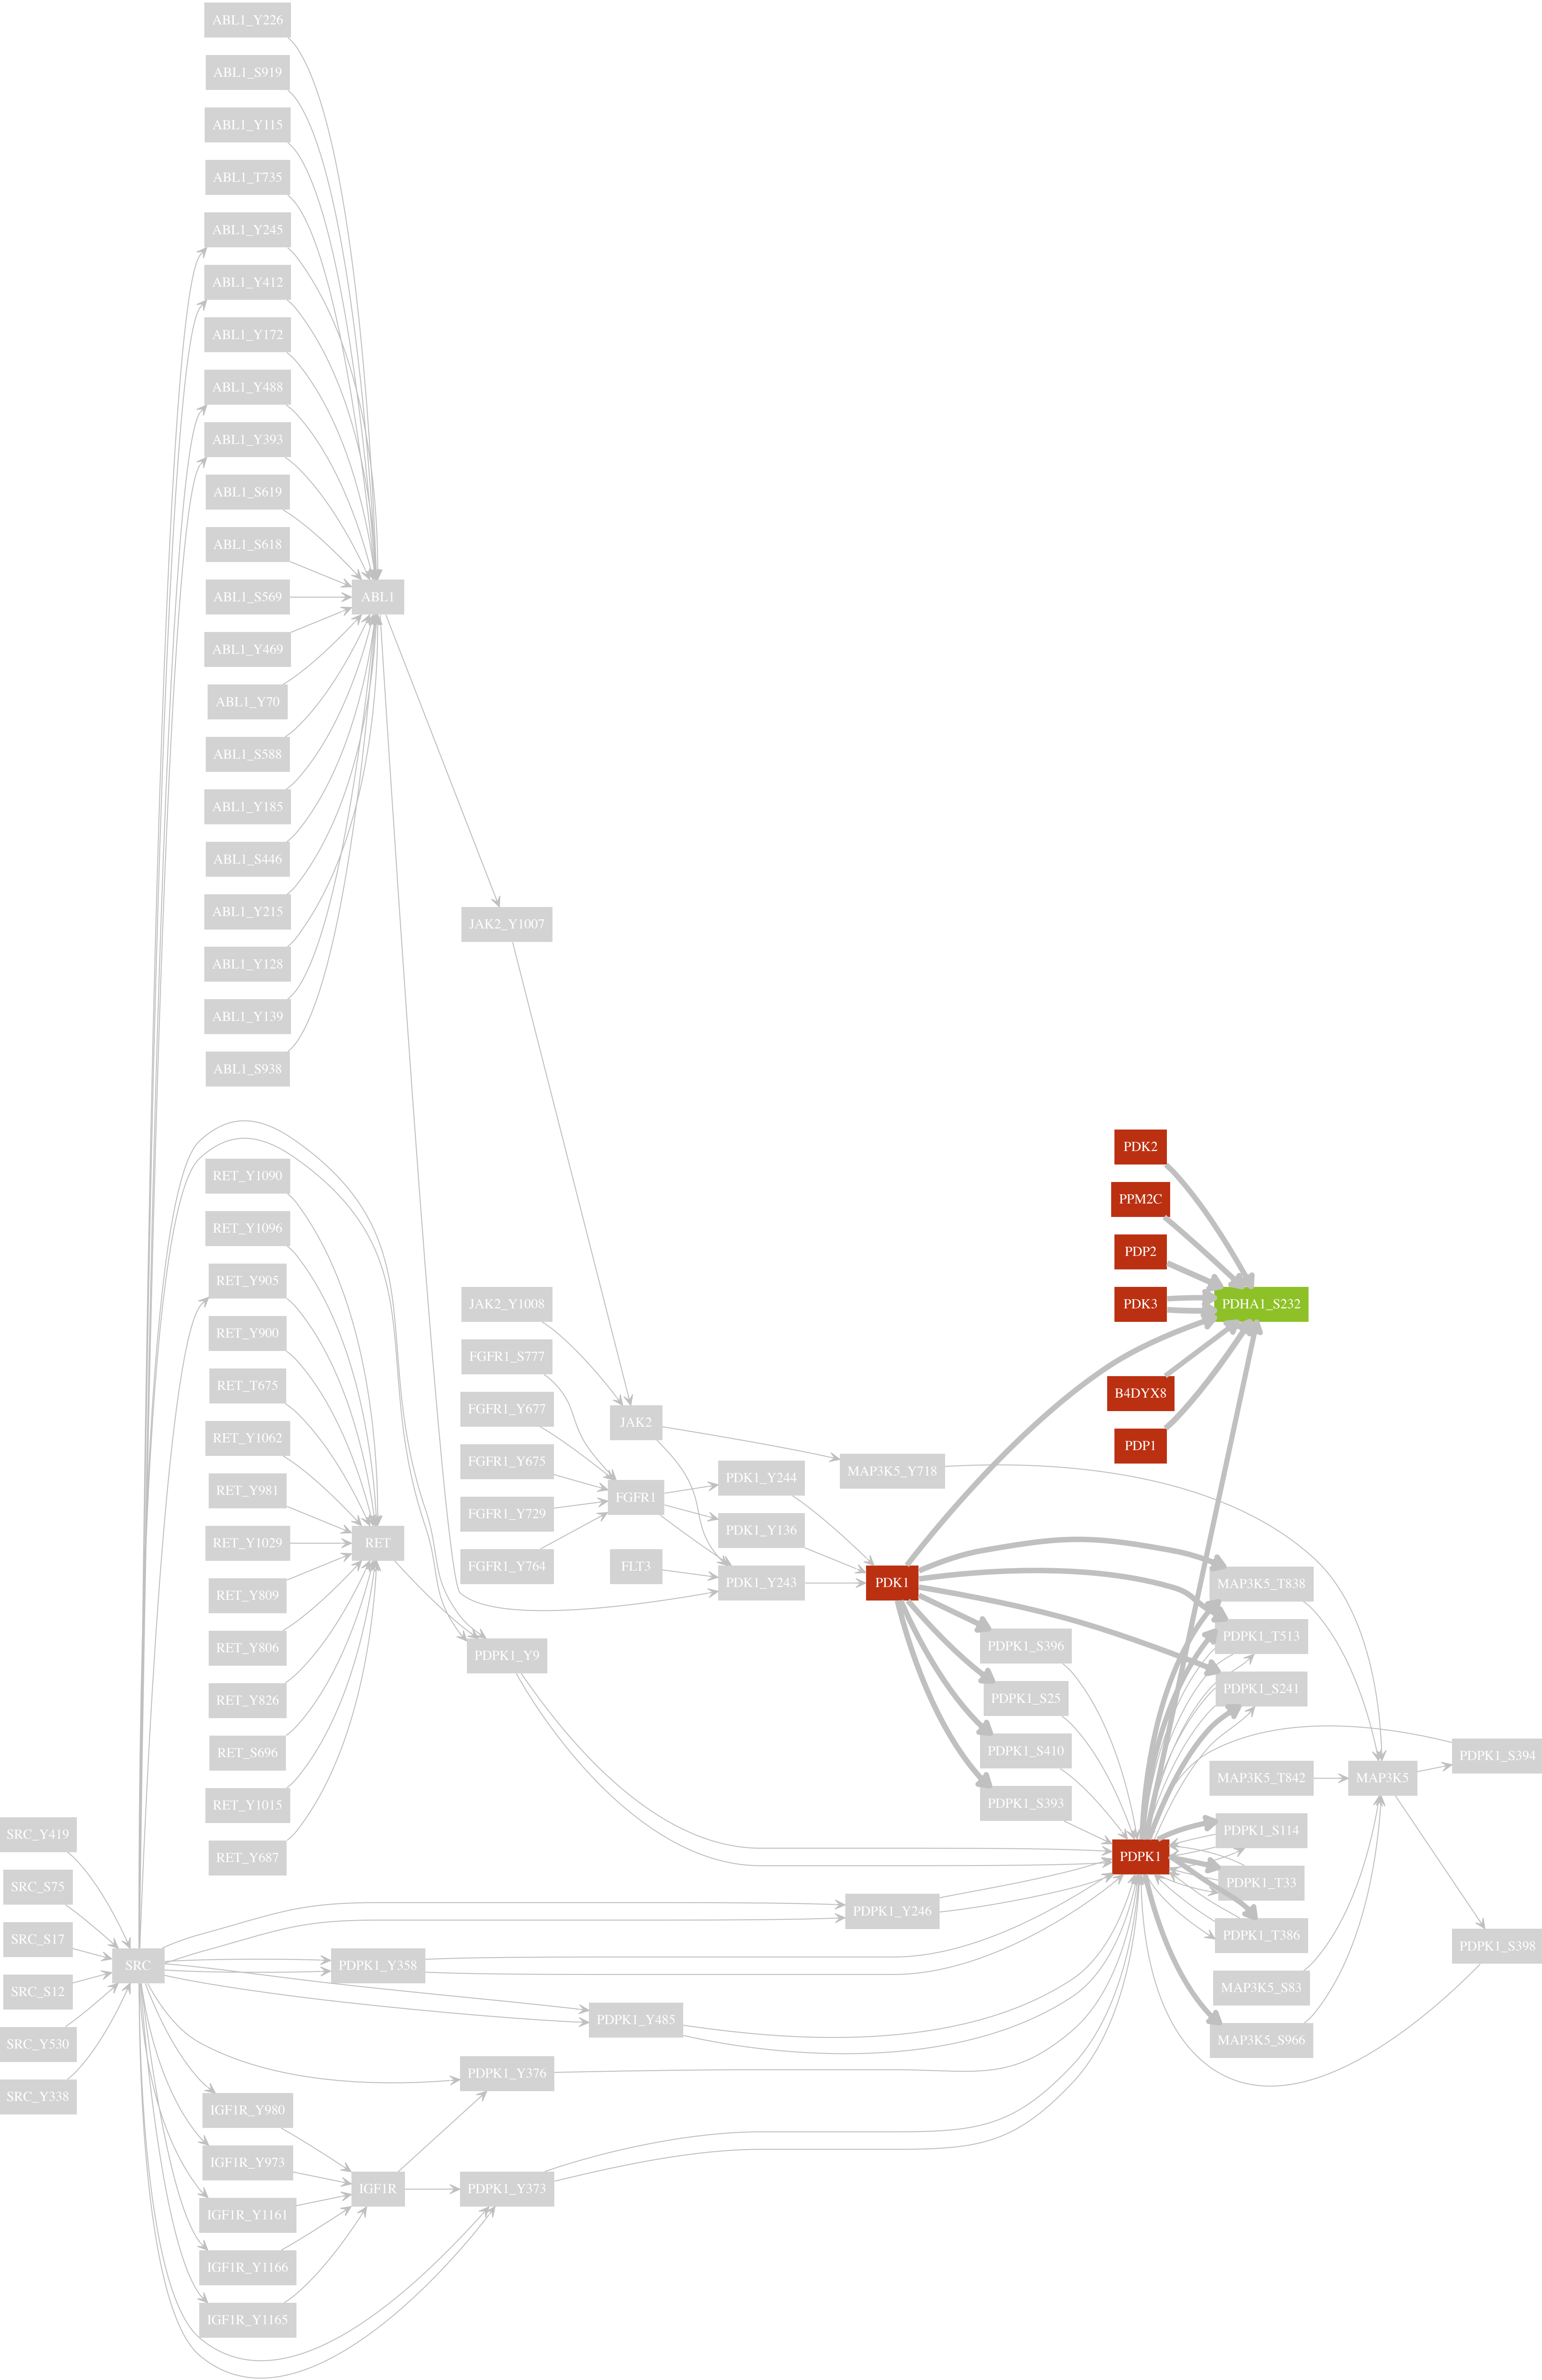 ABL1_Y226
ABL1_S919
ABL1_Y115
ABL1_T735
ABL1_Y245
ABL1_Y412
ABL1_Y172
ABL1_Y488
ABL1_Y393
ABL1_S619
ABL1_S618
ABL1_S569
ABL1
ABL1_Y469
ABL1_Y70
ABL1_S588
ABL1_Y185
ABL1_S446
ABL1_Y215
JAK2_Y1007
ABL1_Y128
ABL1_Y139
ABL1_S938
PDK2
RET_Y1090
PPM2C
RET_Y1096
PDP2
RET_Y905
JAK2_Y1008
PDK3
PDHA1_S232
RET_Y900
FGFR1_S777
RET_T675
B4DYX8
FGFR1_Y677
JAK2
RET_Y1062
PDP1
FGFR1_Y675
MAP3K5_Y718
PDK1_Y244
RET_Y981
FGFR1
FGFR1_Y729
PDK1_Y136
RET_Y1029
RET
FGFR1_Y764
FLT3
PDK1_Y243
PDK1
MAP3K5_T838
RET_Y809
PDPK1_T513
RET_Y806
PDPK1_Y9
PDPK1_S396
PDPK1_S241
RET_Y826
PDPK1_S25
RET_S696
PDPK1_S410
PDPK1_S394
MAP3K5_T842
MAP3K5
RET_Y1015
PDPK1_S393
SRC_Y419
PDPK1_S114
RET_Y687
PDPK1
SRC_S75
PDPK1_T33
PDPK1_Y246
SRC_S17
PDPK1_T386
PDPK1_S398
SRC
PDPK1_Y358
SRC_S12
MAP3K5_S83
PDPK1_Y485
SRC_Y530
MAP3K5_S966
PDPK1_Y376
SRC_Y338
IGF1R_Y980
IGF1R_Y973
IGF1R
PDPK1_Y373
IGF1R_Y1161
IGF1R_Y1166
IGF1R_Y1165